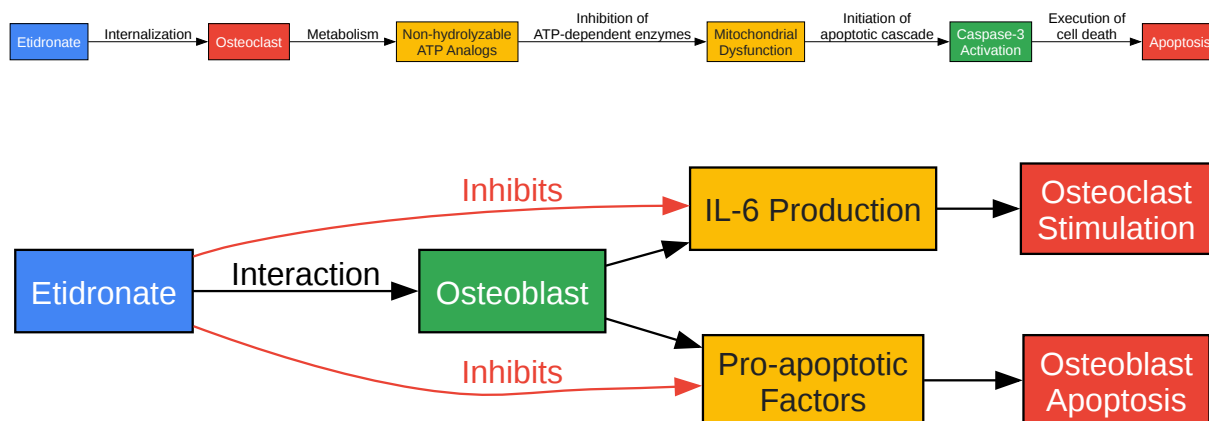 Etidronate
Internalization
Osteoclast
Metabolism
Non-hydrolyzable
ATP Analogs
Inhibition of
ATP-dependent enzymes
Mitochondrial
Dysfunction
Initiation of
apoptotic cascade
Caspase-3
Activation
Execution of
cell death
Apoptosis
Etidronate
Inhibits
Interaction
Inhibits
Osteoblast
IL-6 Production
Osteoclast
Stimulation
Pro-apoptotic
Factors
Osteoblast
Apoptosis